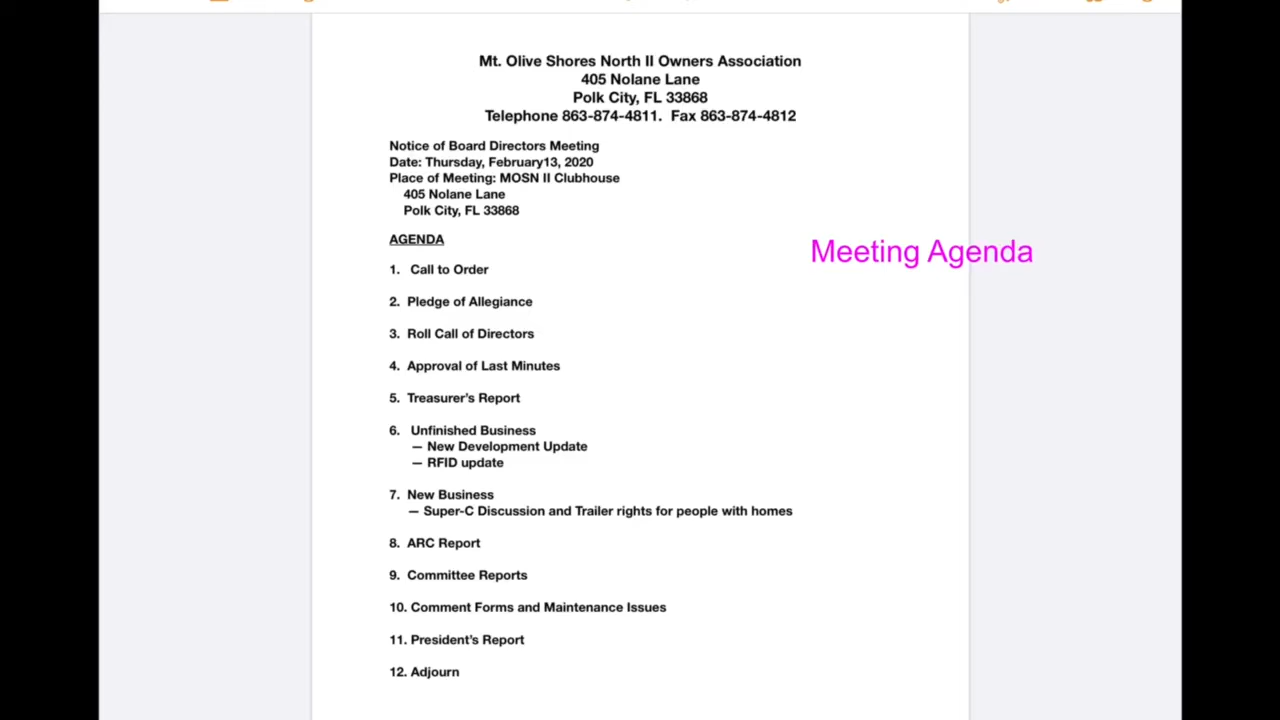 Mt. Olive Shores North II Owners Association
405 Nolane Lane
Polk City, FL 33868
Telephone 863-874-4811.  Fax 863-874-4812
Notice of Board Directors Meeting
Date: Thursday, February13, 2020
Place of Meeting: MOSN II Clubhouse
405 Nolane Lane
Polk City, FL 33868
AGENDA
Meeting Agenda
1.   Call to Order
2.  Pledge of Allegiance
3.  Roll Call of Directors
4.  Approval of Last Minutes
5.  Treasurer's Report
6.   Unfinished Business
— New Development Update
— RFID update
7.  New Business
— Super-C Discussion and Trailer rights for people with homes
8.  ARC Report
9.  Committee Reports
10. Comment Forms and Maintenance Issues
11. President's Report
12. Adjourn